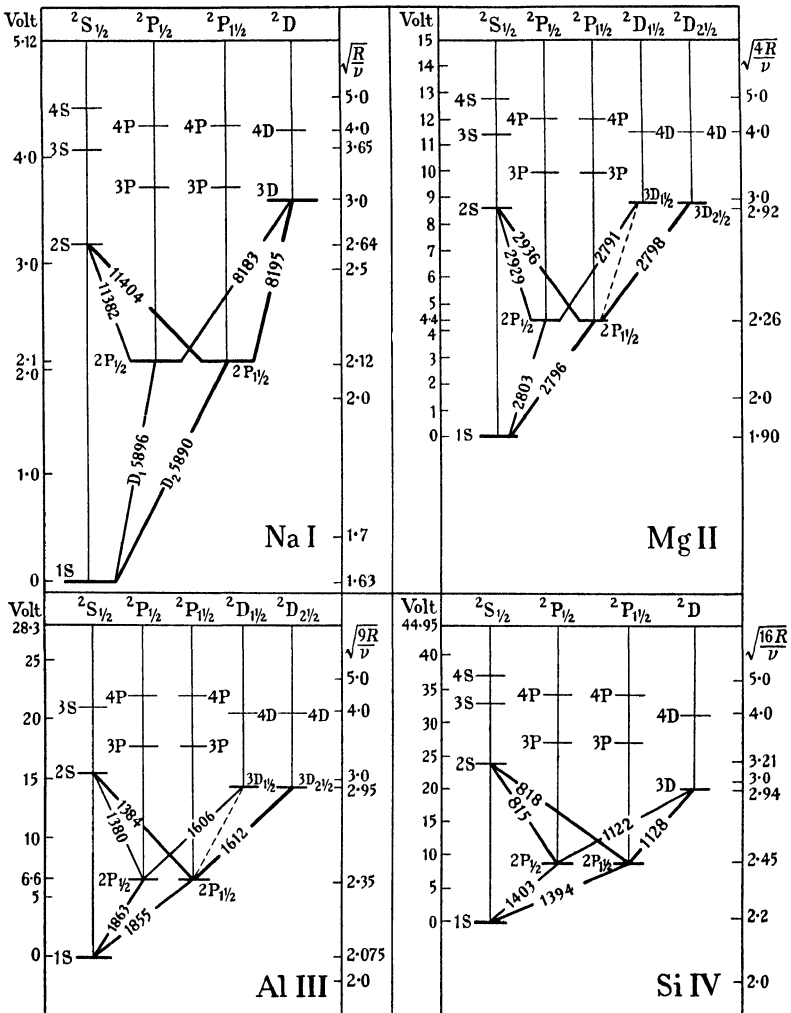 Volt ²S½ ²P½ ²P1½ ²D
5·12
√R/ν
5·0
4S 4P 4P 4D 4·0
4·0 3S 3·65
3P 3P 3D 3·0
2S 2·64
3·0 2·5
11404 8183 8195
11382
2·1 2P½ 2P1½ 2·12
2·0 2·0
D₁ 5896 D₂ 5890
1·0
Na I 1·7
1S
0 1·63
Volt ²S½ ²P½ ²P1½ ²D1½ ²D2½
15
√4R/ν
14
13 4S 5·0
12 4P 4P 4D 4D 4·0
11 3S
10 3P 3P
9 2S 3D1½ 3D2½ 3·0
2·92
8 2936 2791 2798
7 2929
6
5
4·4 2P½ 2P1½ 2·26
4
3
2 2803 2796 2·0
1
0 1S 1·90
Mg II
Volt ²S½ ²P½ ²P1½ ²D1½ ²D2½
28·3
√9R/ν
25 5·0
4P 4P
20 3S 4D 4D 4·0
3P 3P
15 2S 3D1½ 3D2½ 3·0
2·95
1384 1606
1380 1612
10
6·6 2P½ 2P1½ 2·35
5
1863 1855
0 1S 2·075
2·0
Al III
Volt ²S½ ²P½ ²P1½ ²D
44·95
√16R/ν
40
4S 5·0
35 4P 4P
3S 4·0
30
3P 3P
25 2S 3·21
3D 3·0
20 2·94
818
815 1122 1128
15
10 2P½ 2P1½ 2·45
5 1403 1394
2·2
0 1S
2·0
Si IV